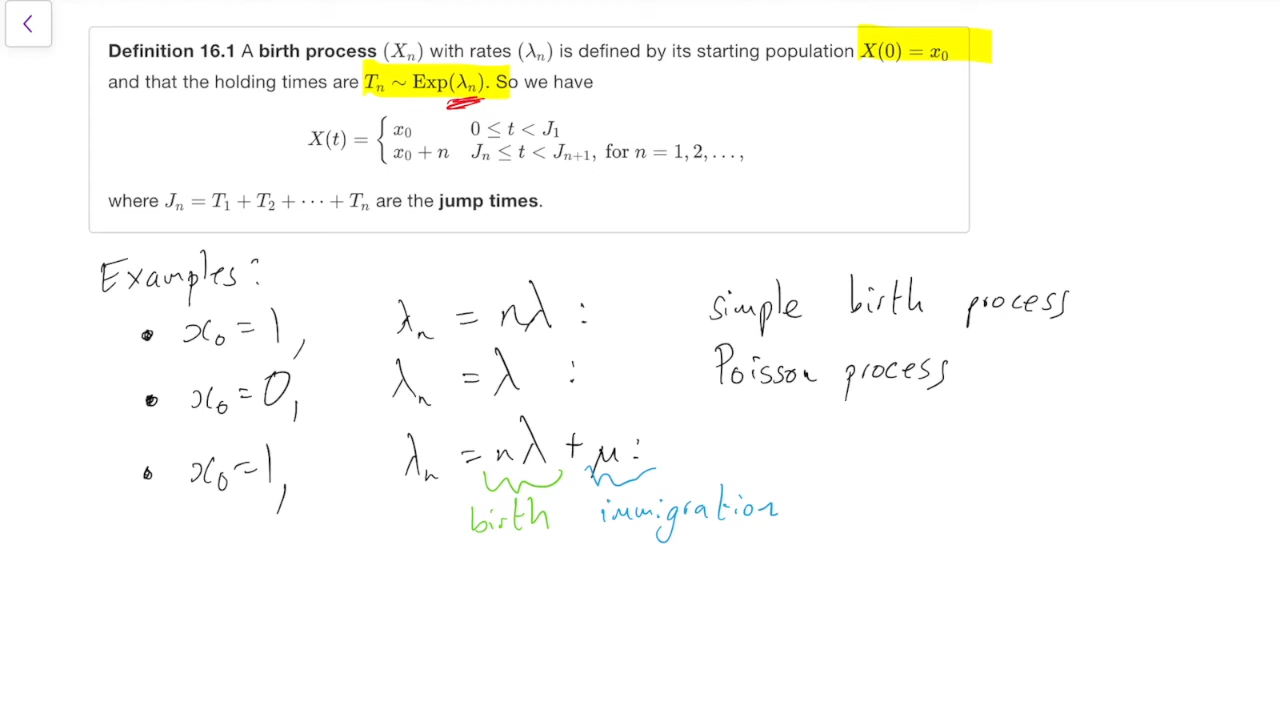 Definition 16.1 A birth process (Xₙ) with rates (λₙ) is defined by its starting population X(0) = x₀
and that the holding times are Tₙ ∼ Exp(λₙ). So we have
X(t) = { x₀ 0 ≤ t < J₁
x₀ + n Jₙ ≤ t < Jₙ₊₁, for n = 1, 2, …,
where Jₙ = T₁ + T₂ + ⋯ + Tₙ are the jump times.
Examples:
• x₀ = 1, λₙ = nλ : simple birth process
• x₀ = 0, λₙ = λ : Poisson process
• x₀ = 1, λₙ = nλ + μ :
birth immigration